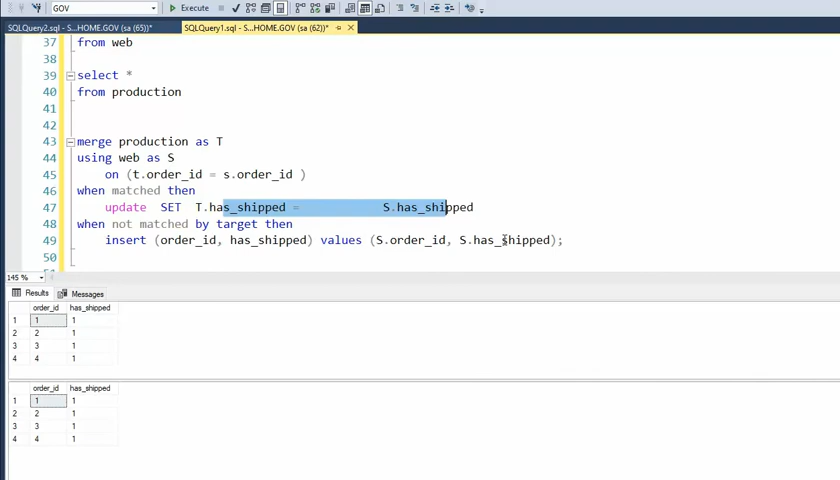 GOV Execute
SQLQuery2.sql - S...HOME.GOV (sa (65))* SQLQuery1.sql - S...HOME.GOV (sa (62))*
37 from web
38
39 select *
40 from production
41
42
43 merge production as T
44 using web as S
45 on (t.order_id = s.order_id )
46 when matched then
47 update SET T.has_shipped = S.has_shipped
48 when not matched by target then
49 insert (order_id, has_shipped) values (S.order_id, S.has_shipped);
50
145 %
Results Messages
order_id has_shipped
1 1 1
2 2 1
3 3 1
4 4 1
order_id has_shipped
1 1 1
2 2 1
3 3 1
4 4 1